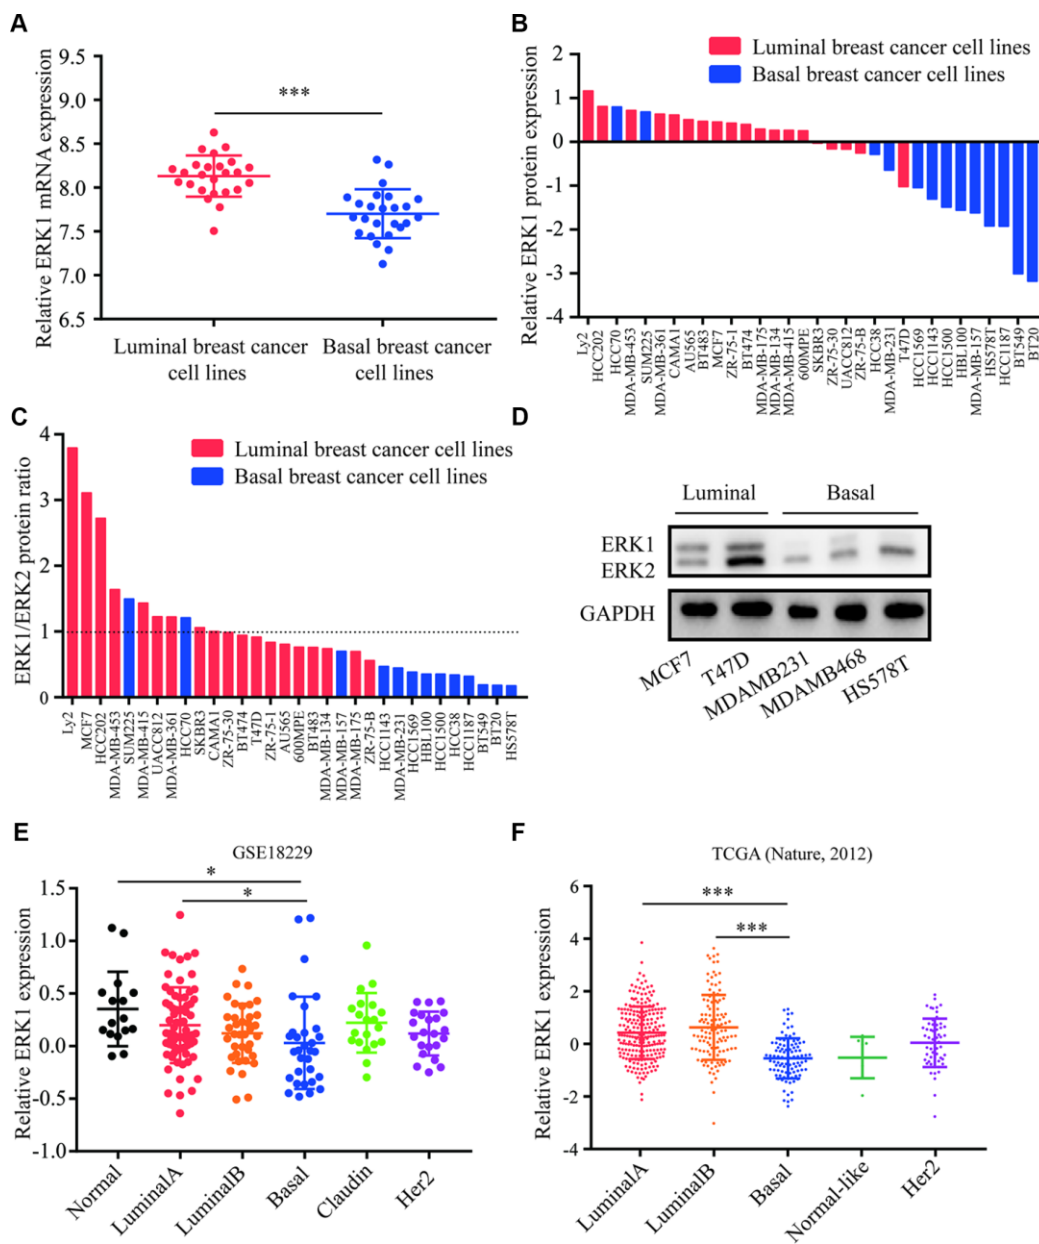 A
Relative ERK1 mRNA expression
9.5
9.0
8.5
8.0
7.5
7.0
6.5
***
Luminal breast cancer
cell lines
Basal breast cancer
cell lines
B
Relative ERK1 protein expression
2
1
0
-1
-2
-3
-4
Luminal breast cancer cell lines
Basal breast cancer cell lines
Ly2
HCC202
HCC70
MDA-MB-453
SUM225
MDA-MB-361
CAMA1
AU565
BT483
MCF7
ZR-75-1
BT474
MDA-MB-175
MDA-MB-134
MDA-MB-415
600MPE
SKBR3
ZR-75-30
UACC812
ZR-75-B
HCC38
MDA-MB-231
T47D
HCC1569
HCC1143
HCC1500
HBL100
MDA-MB-157
HS578T
HCC1187
BT549
BT20
C
ERK1/ERK2 protein ratio
4
3
2
1
0
Luminal breast cancer cell lines
Basal breast cancer cell lines
Ly2
MCF7
HCC202
MDA-MB-453
SUM225
MDA-MB-415
UACC812
MDA-MB-361
HCC70
SKBR3
CAMA1
ZR-75-30
BT474
T47D
ZR-75-1
AU565
600MPE
BT483
MDA-MB-134
MDA-MB-157
MDA-MB-175
ZR-75-B
HCC1143
MDA-MB-231
HCC1569
HBL100
HCC1500
HCC38
HCC1187
BT549
BT20
HS578T
D
Luminal Basal
ERK1
ERK2
GAPDH
MCF7
T47D
MDAMB231
MDAMB468
HS578T
E
GSE18229
Relative ERK1 expression
1.5
1.0
0.5
0.0
-0.5
-1.0
*
*
Normal
LuminalA
LuminalB
Basal
Claudin
Her2
F
TCGA (Nature, 2012)
Relative ERK1 expression
6
4
2
0
-2
-4
***
***
LuminalA
LuminalB
Basal
Normal-like
Her2